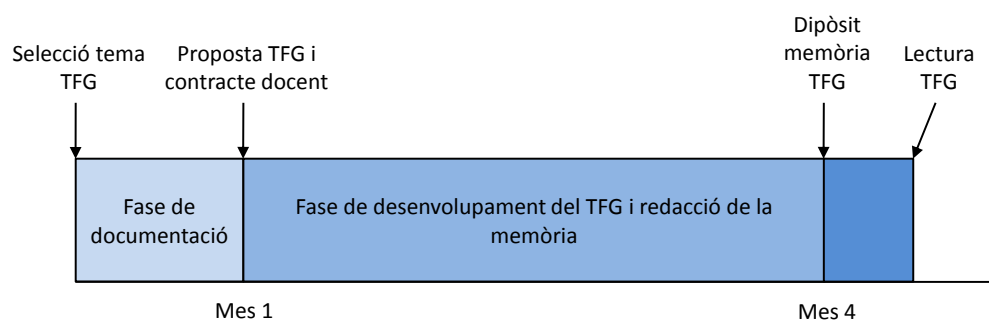 Selecció tema
TFG
Proposta TFG i
contracte docent
Dipòsit
memòria
TFG
Lectura
TFG
Fase de
documentació
Fase de desenvolupament del TFG i redacció de la
memòria
Mes 1
Mes 4